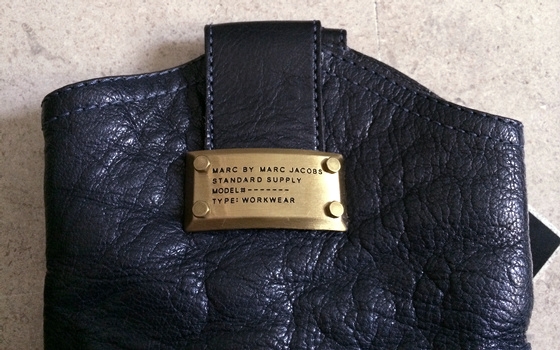 MARC BY MARC JACOBS
STANDARD SUPPLY
MODEL#-------
TYPE: WORKWEAR